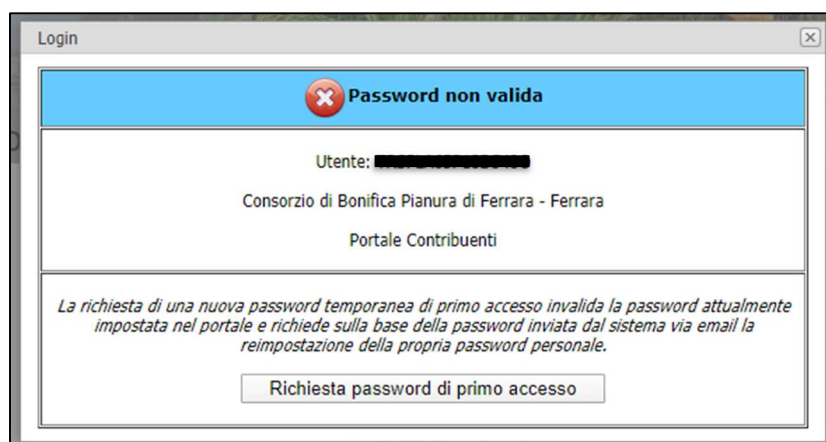 Login
Password non valida
Utente:
Consorzio di Bonifica Pianura di Ferrara - Ferrara
Portale Contribuenti
La richiesta di una nuova password temporanea di primo accesso invalida la password attualmente
impostata nel portale e richiede sulla base della password inviata dal sistema via email la
reimpostazione della propria password personale.
Richiesta password di primo accesso